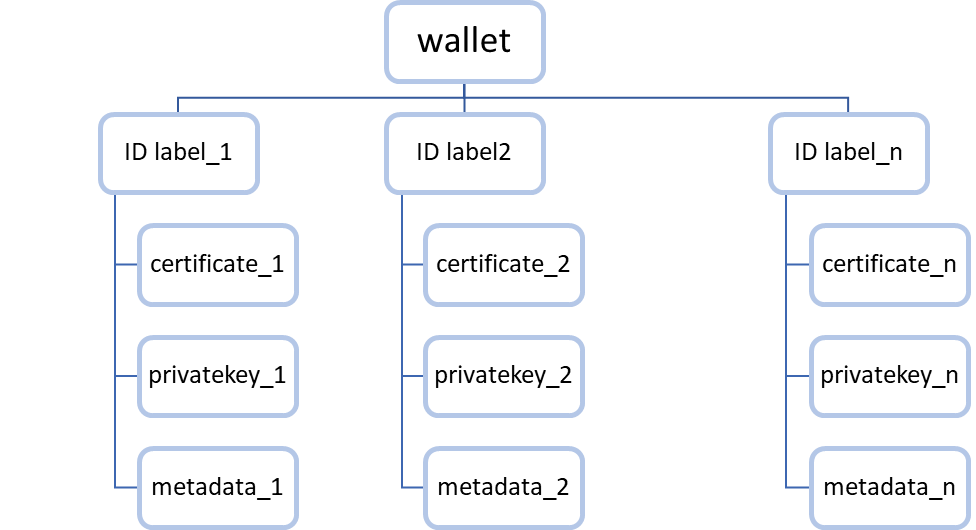 wallet
ID label_1
ID label2
ID label_n
certificate_1
certificate_2
certificate_n
privatekey_1
privatekey_2
privatekey_n
metadata_1
metadata_2
metadata_n